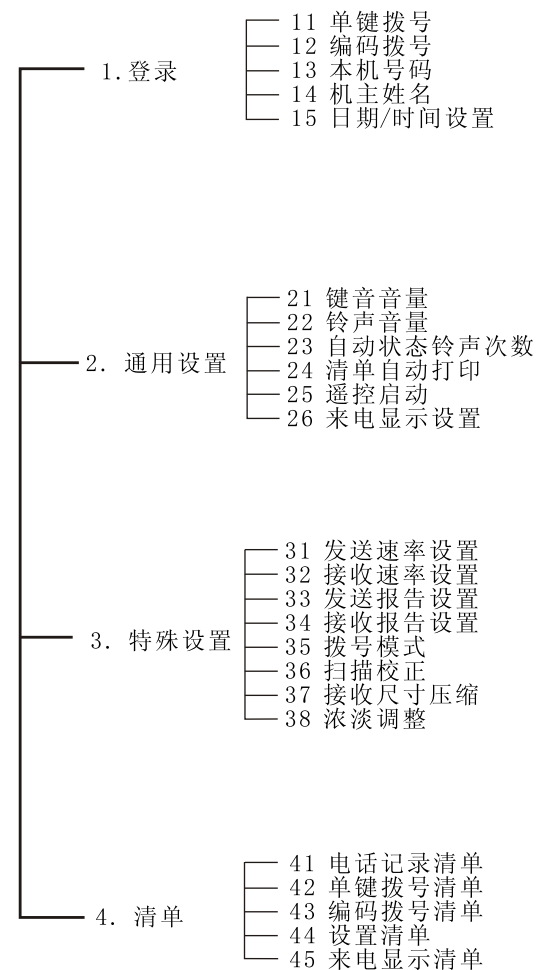 1.登录
11 单键拨号
12 编码拨号
13 本机号码
14 机主姓名
15 日期/时间设置
2. 通用设置
21 键音音量
22 铃声音量
23 自动状态铃声次数
24 清单自动打印
25 遥控启动
26 来电显示设置
3. 特殊设置
31 发送速率设置
32 接收速率设置
33 发送报告设置
34 接收报告设置
35 拨号模式
36 扫描校正
37 接收尺寸压缩
38 浓淡调整
4. 清单
41 电话记录清单
42 单键拨号清单
43 编码拨号清单
44 设置清单
45 来电显示清单